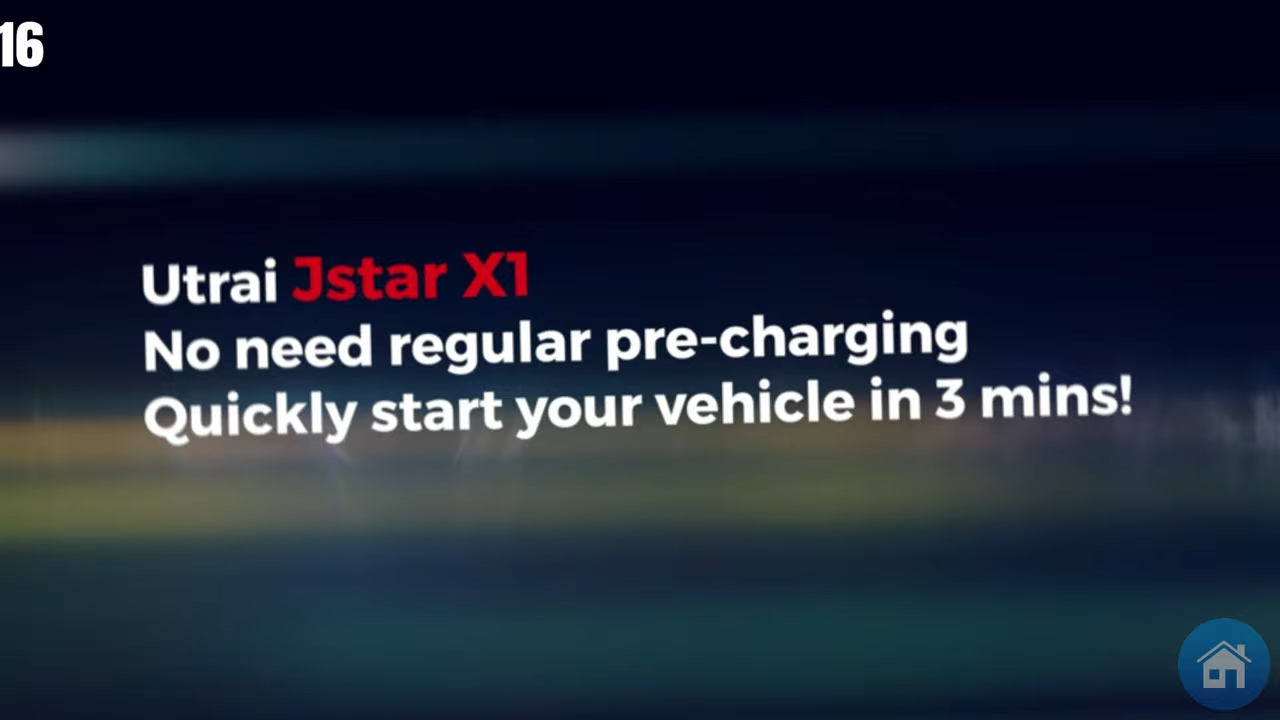 16
Utrai Jstar X1
No need regular pre-charging
Quickly start your vehicle in 3 mins!